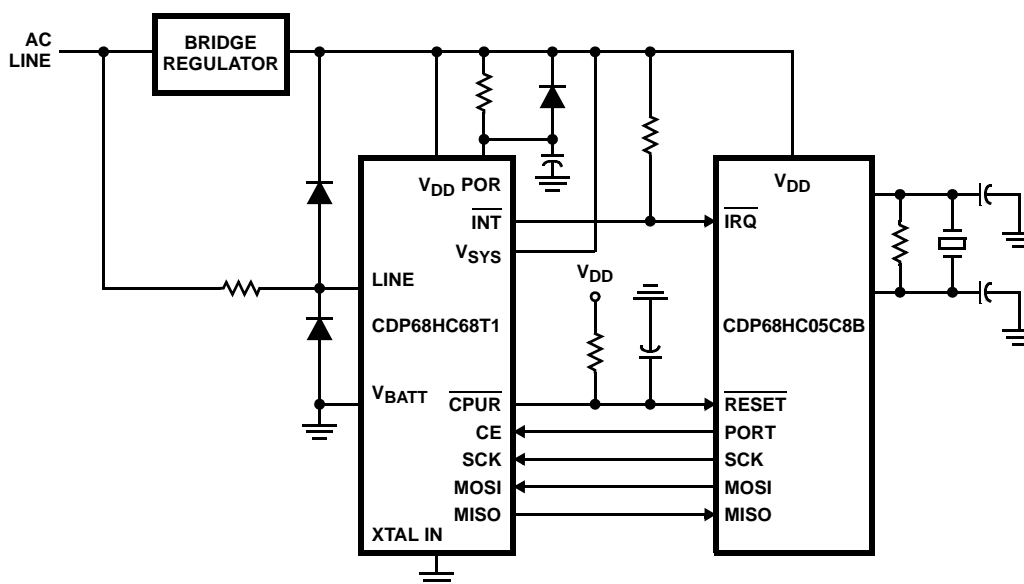 AC
LINE
BRIDGE
REGULATOR
VDD POR
INT
VSYS
LINE
CDP68HC68T1
VBATT
CPUR
CE
SCK
MOSI
MISO
XTAL IN
VDD
VDD
IRQ
CDP68HC05C8B
RESET
PORT
SCK
MOSI
MISO